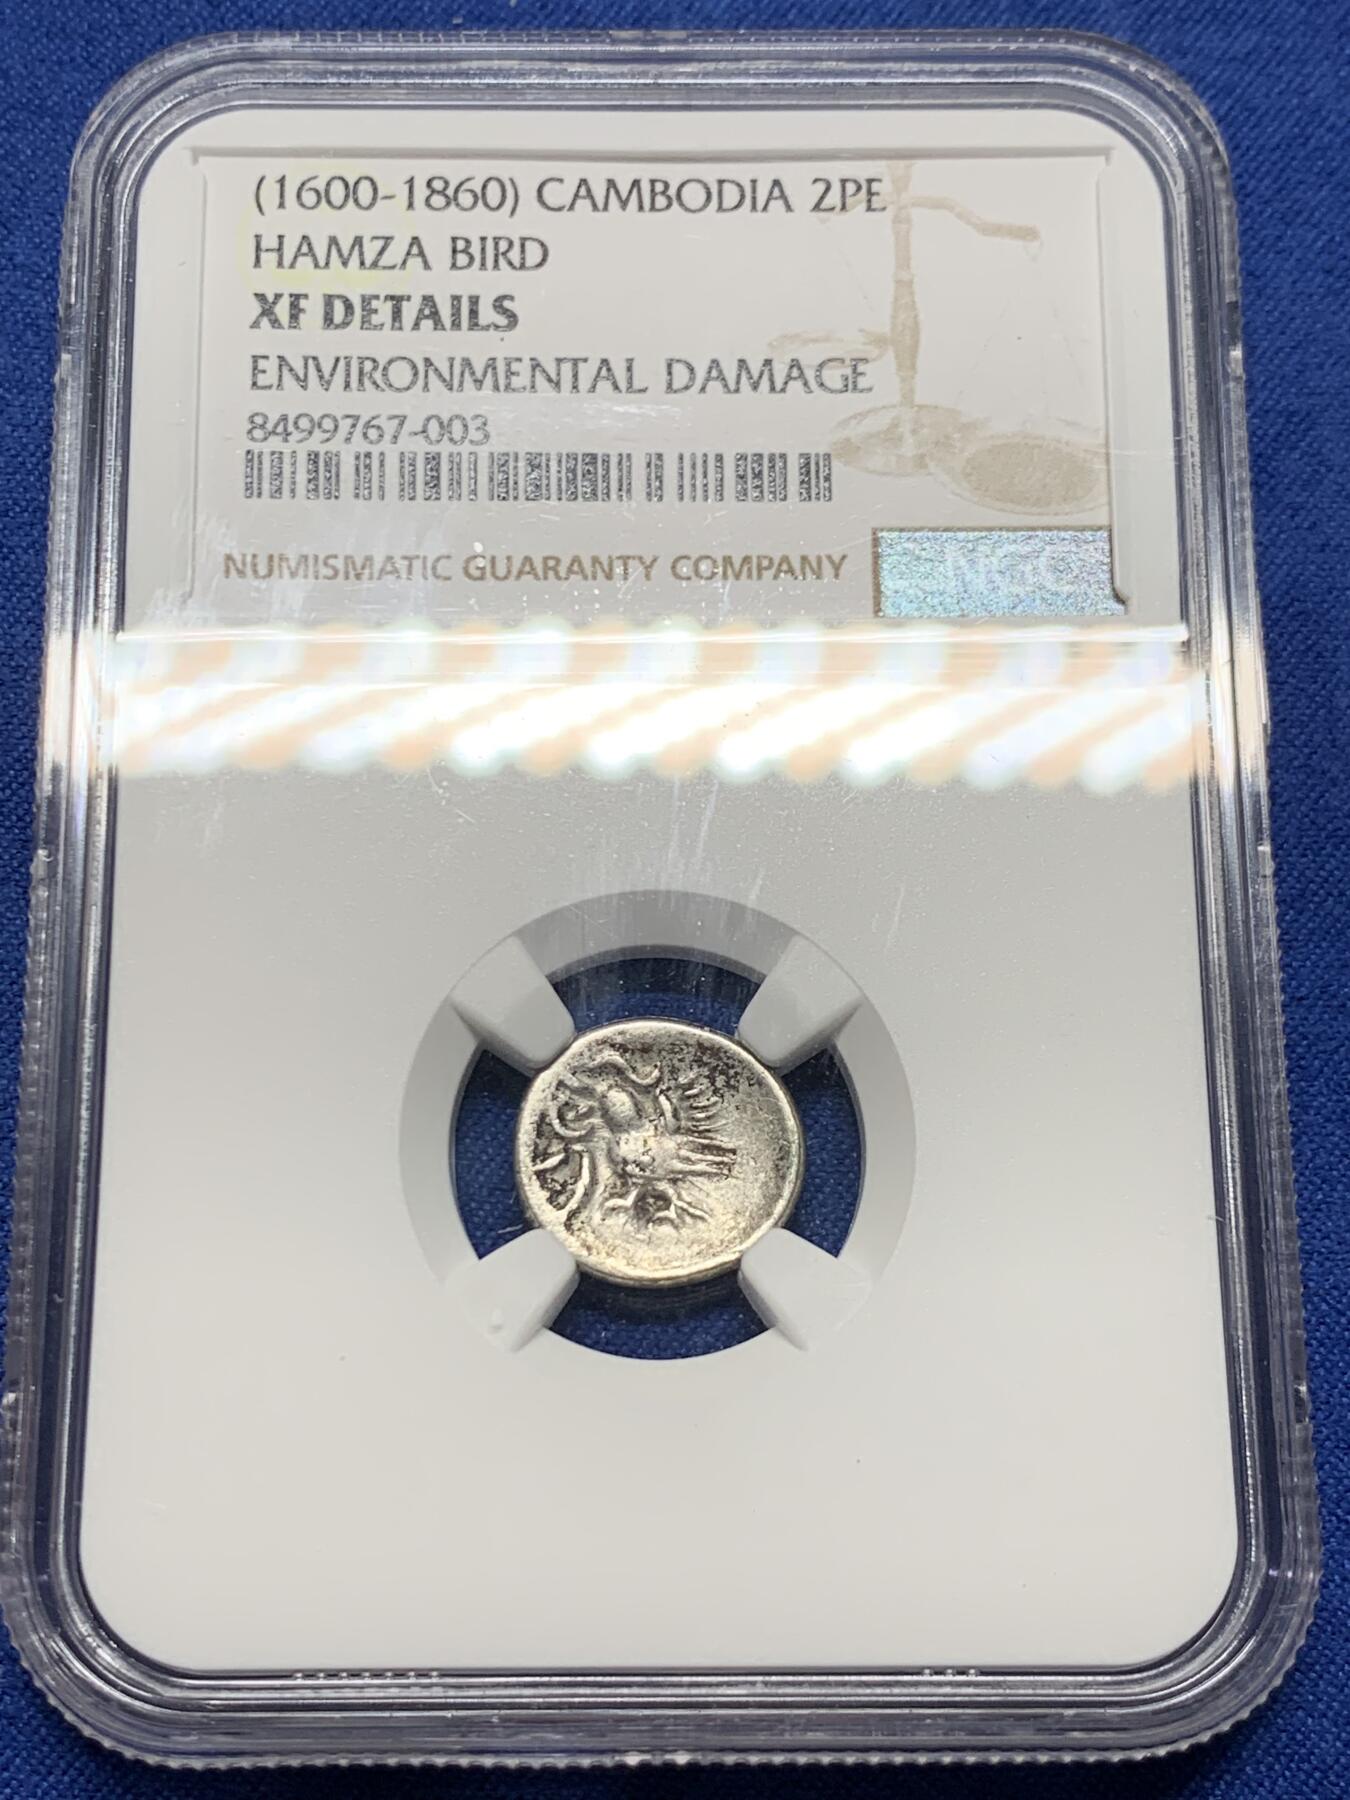 (1600-1860) CAMBODIA 2PE
HAMZA BIRD
XF DETAILS
ENVIRONMENTAL DAMAGE
8499767-003
NUMISMATIC GUARANTY COMPANY